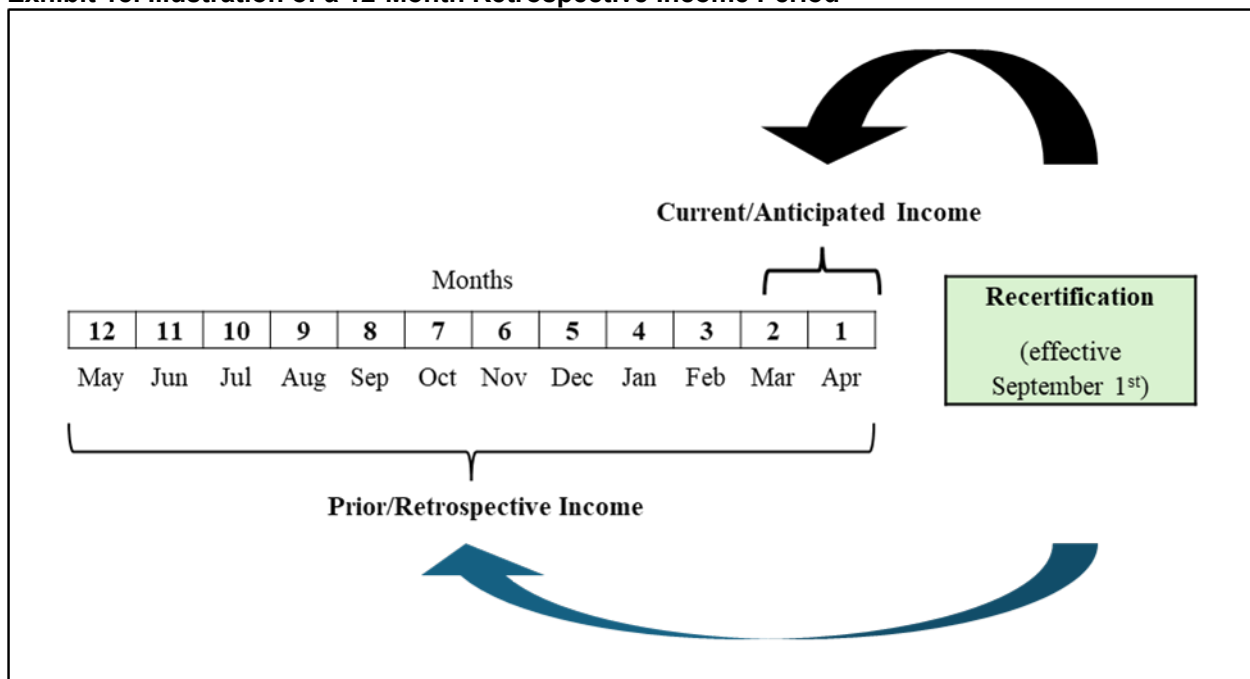 Current/Anticipated Income
Months
12 11 10 9 8 7 6 5 4 3 2 1
May Jun Jul Aug Sep Oct Nov Dec Jan Feb Mar Apr
Prior/Retrospective Income
Recertification
(effective
September 1st)